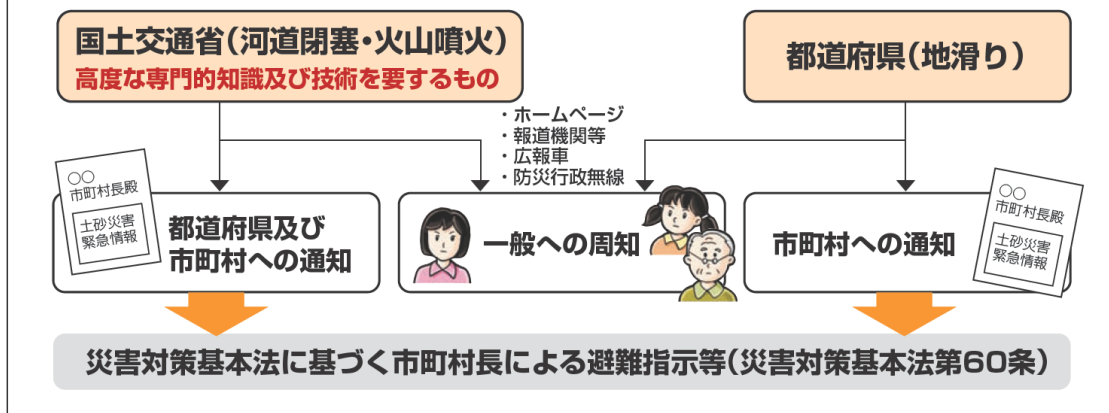 国土交通省（河道閉塞・火山噴火）
高度な専門的知識及び技術を要するもの
都道府県（地滑り）
・ホームページ
・報道機関等
・広報車
・防災行政無線
○○
市町村長殿
土砂災害
緊急情報
都道府県及び
市町村への通知
一般への周知
市町村への通知
○○
市町村長殿
土砂災害
緊急情報
災害対策基本法に基づく市町村長による避難指示等（災害対策基本法第60条）